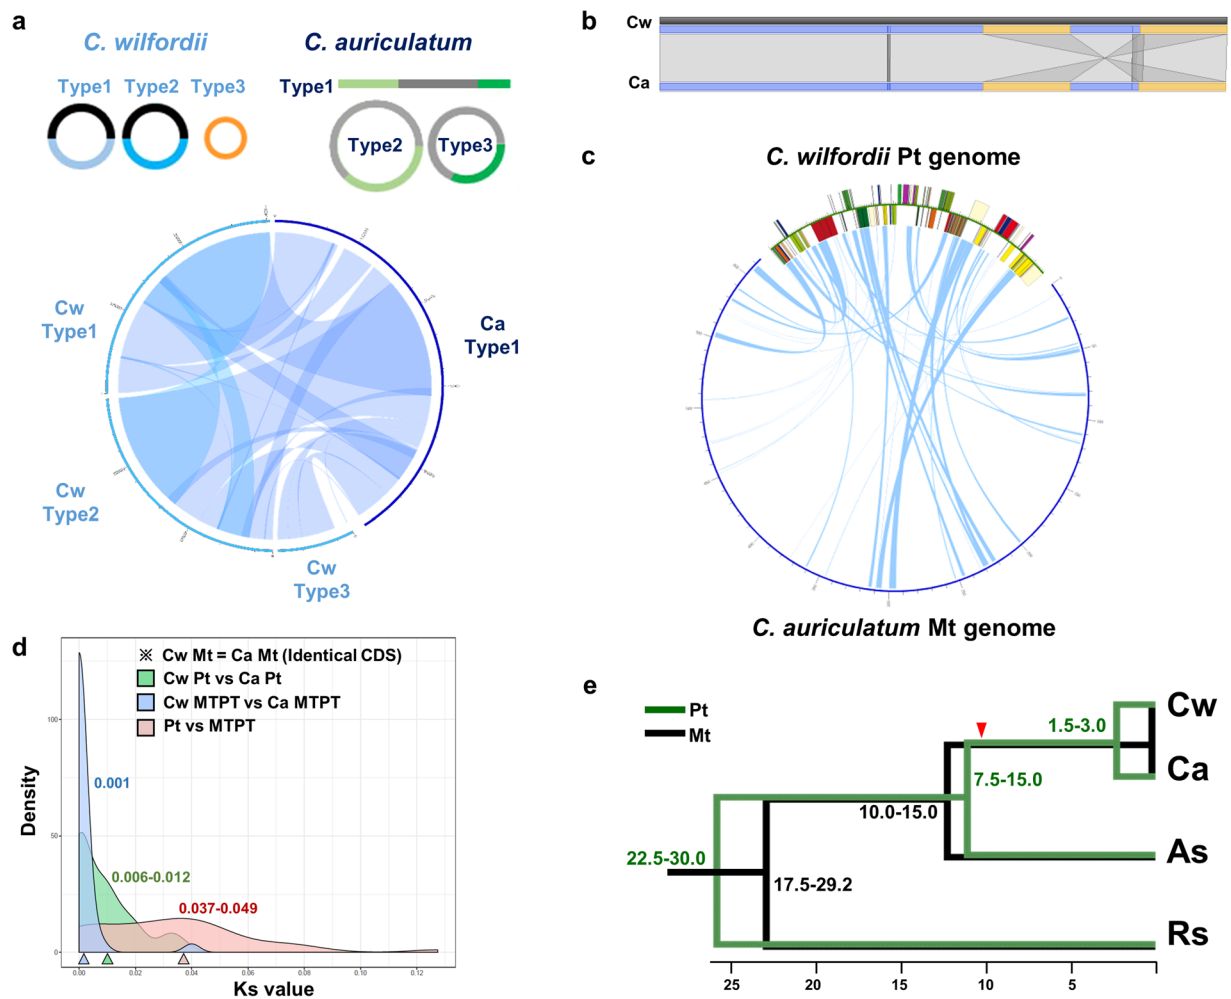 a
C. wilfordii
C. auriculatum
Type1 Type2 Type3
Type1
Type2
Type3
Cw
Type1
Ca
Type1
Cw
Type2
Cw
Type3
b
Cw
Ca
c
C. wilfordii Pt genome
C. auriculatum Mt genome
d
※ Cw Mt = Ca Mt (Identical CDS)
Cw Pt vs Ca Pt
Cw MTPT vs Ca MTPT
Pt vs MTPT
0.001
0.006-0.012
0.037-0.049
Density
100
50
0
0.00 0.02 0.04 0.06 0.08 0.10 0.12
Ks value
e
Pt
Mt
1.5-3.0
7.5-15.0
10.0-15.0
22.5-30.0
17.5-29.2
Cw
Ca
As
Rs
25 20 15 10 5